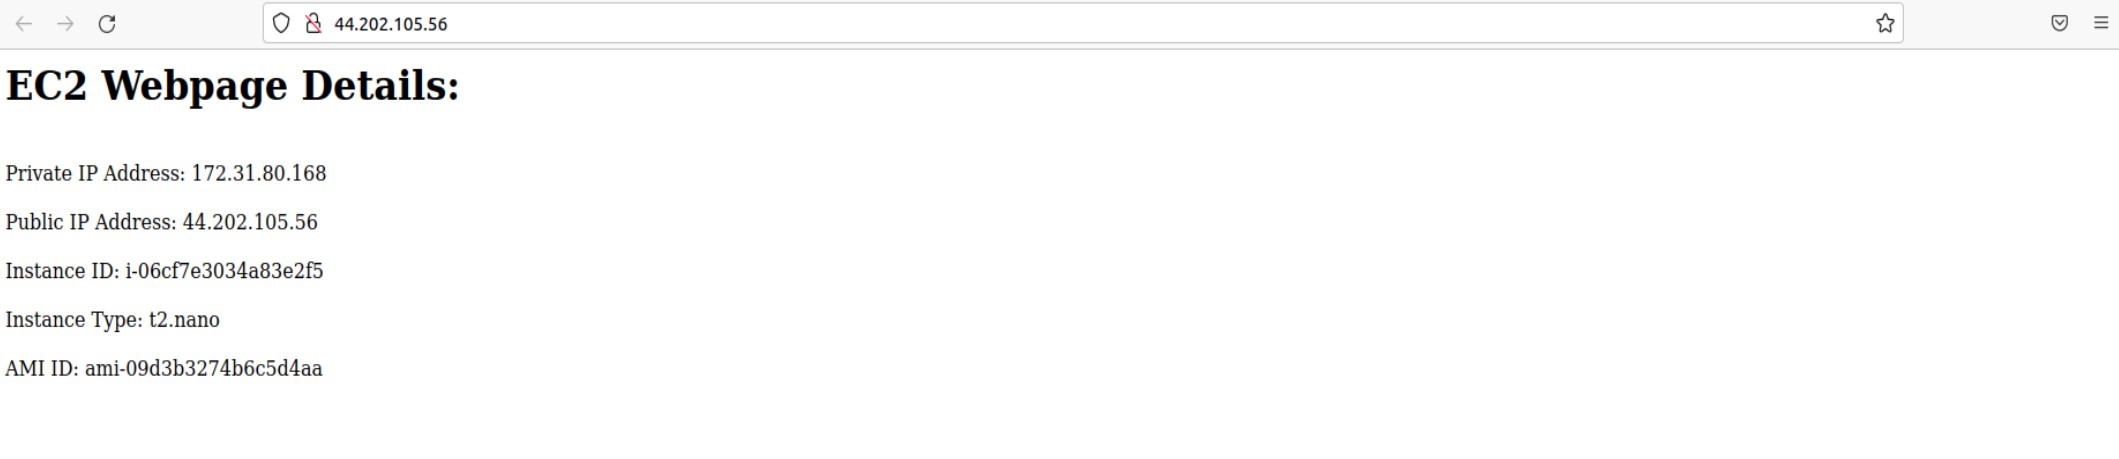 44.202.105.56
EC2 Webpage Details:
Private IP Address: 172.31.80.168
Public IP Address: 44.202.105.56
Instance ID: i-06cf7e3034a83e2f5
Instance Type: t2.nano
AMI ID: ami-09d3b3274b6c5d4aa